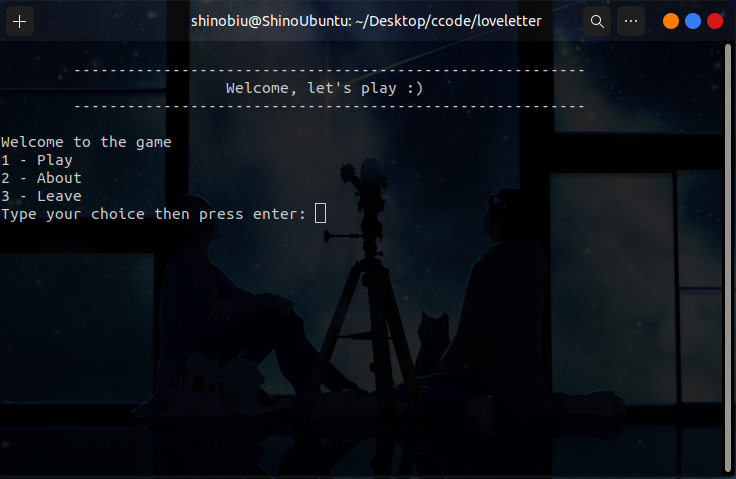 shinobiu@ShinoUbuntu: ~/Desktop/ccode/loveletter
---------------------------------------------------------
Welcome, let's play :)
---------------------------------------------------------
Welcome to the game
1 - Play
2 - About
3 - Leave
Type your choice then press enter: